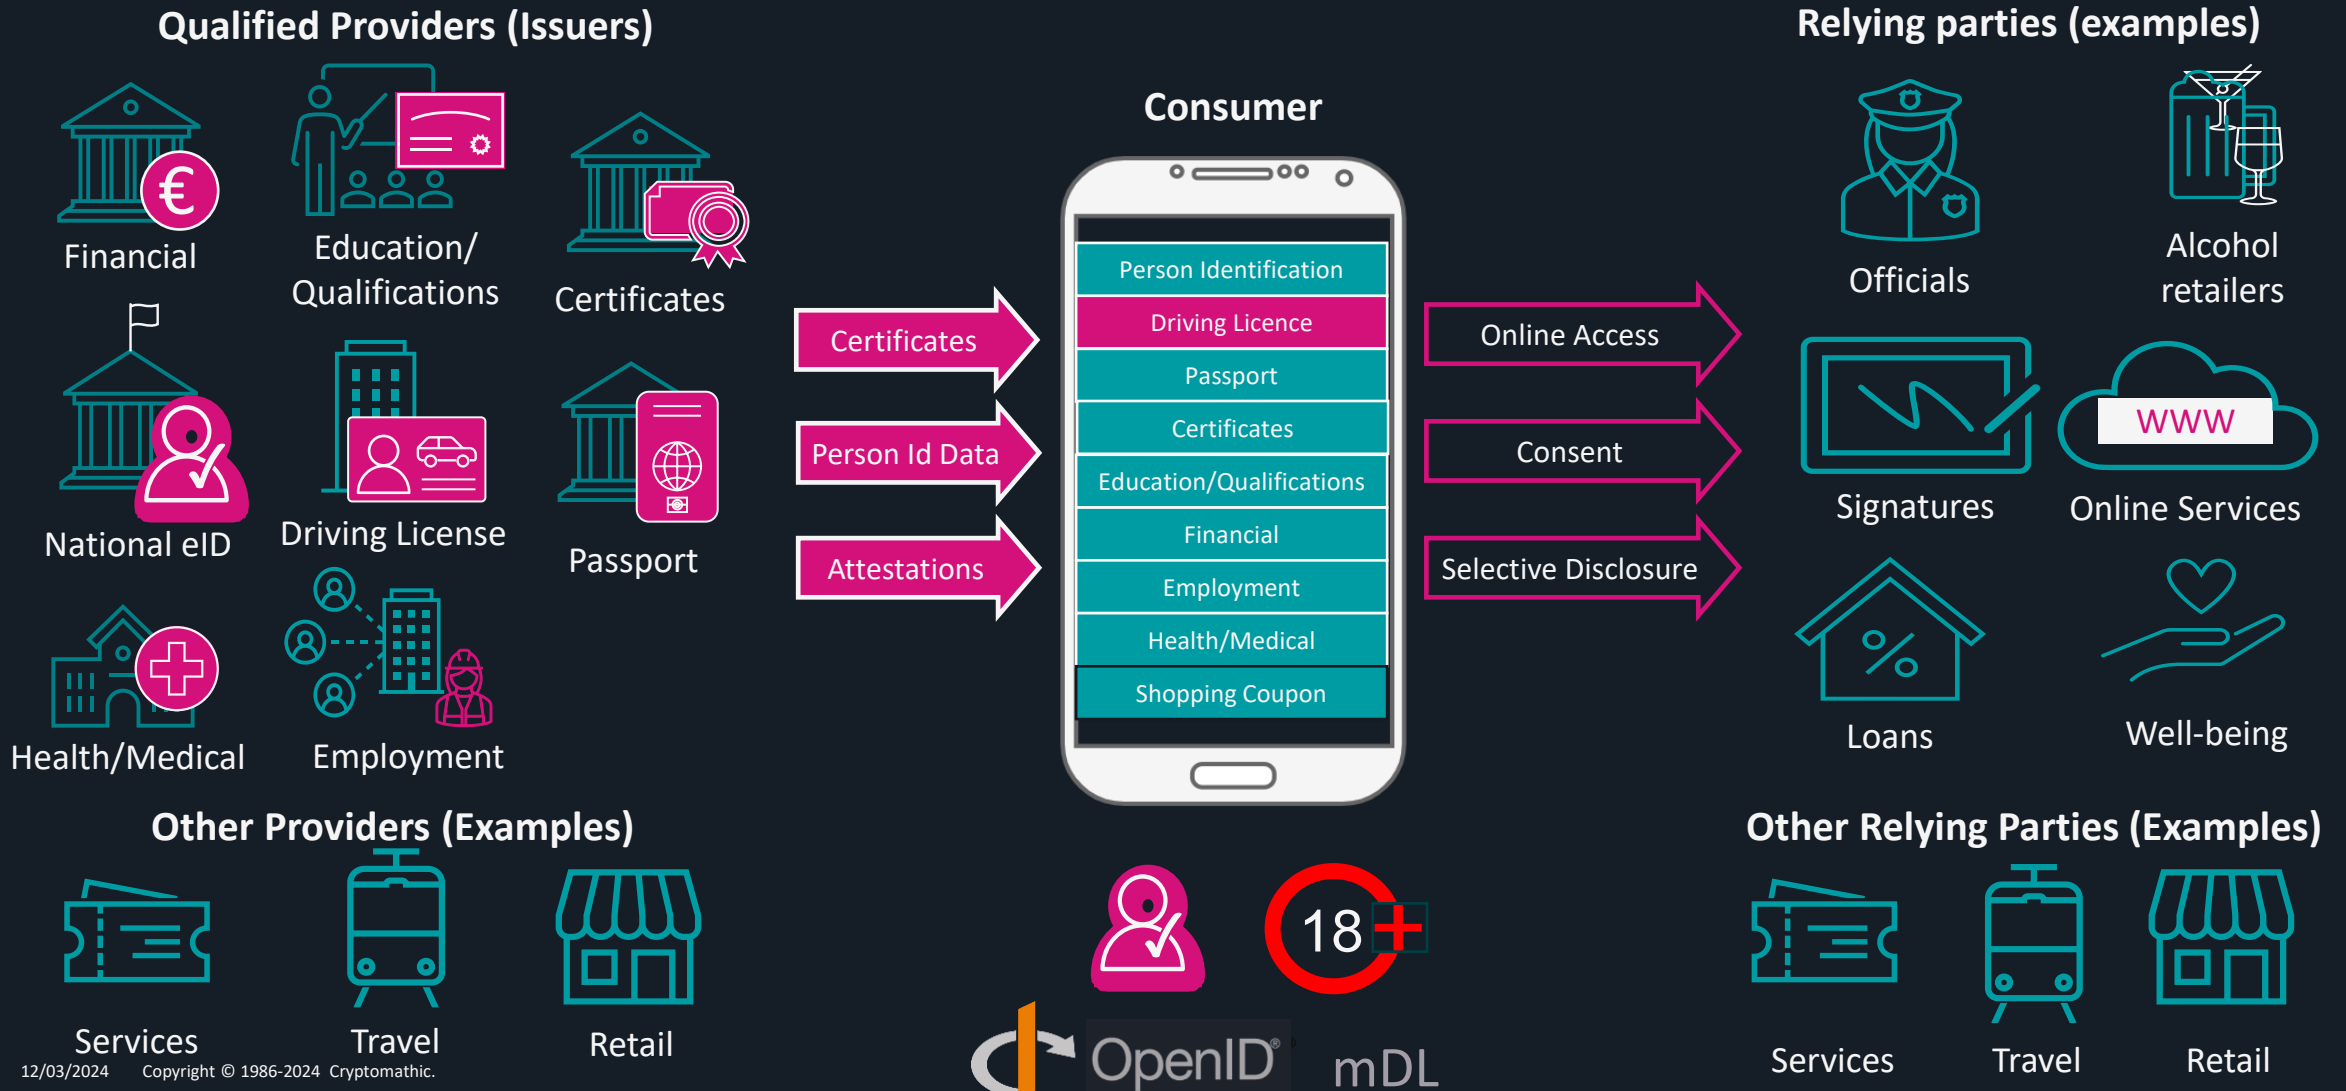 Qualified Providers (Issuers)
€
Financial
Education/
Qualifications
Certificates
National eID
Driving License
Passport
Health/Medical
Employment
Other Providers (Examples)
Services
Travel
Retail
12/03/2024 Copyright © 1986-2024 Cryptomathic.
Certificates
Person Id Data
Attestations
Consumer
Person Identification
Driving Licence
Passport
Certificates
Education/Qualifications
Financial
Employment
Health/Medical
Shopping Coupon
18+
OpenID®
mDL
Online Access
Consent
Selective Disclosure
Relying parties (examples)
Officials
Alcohol
retailers
Signatures
WWW
Online Services
%
Loans
Well-being
Other Relying Parties (Examples)
Services
Travel
Retail